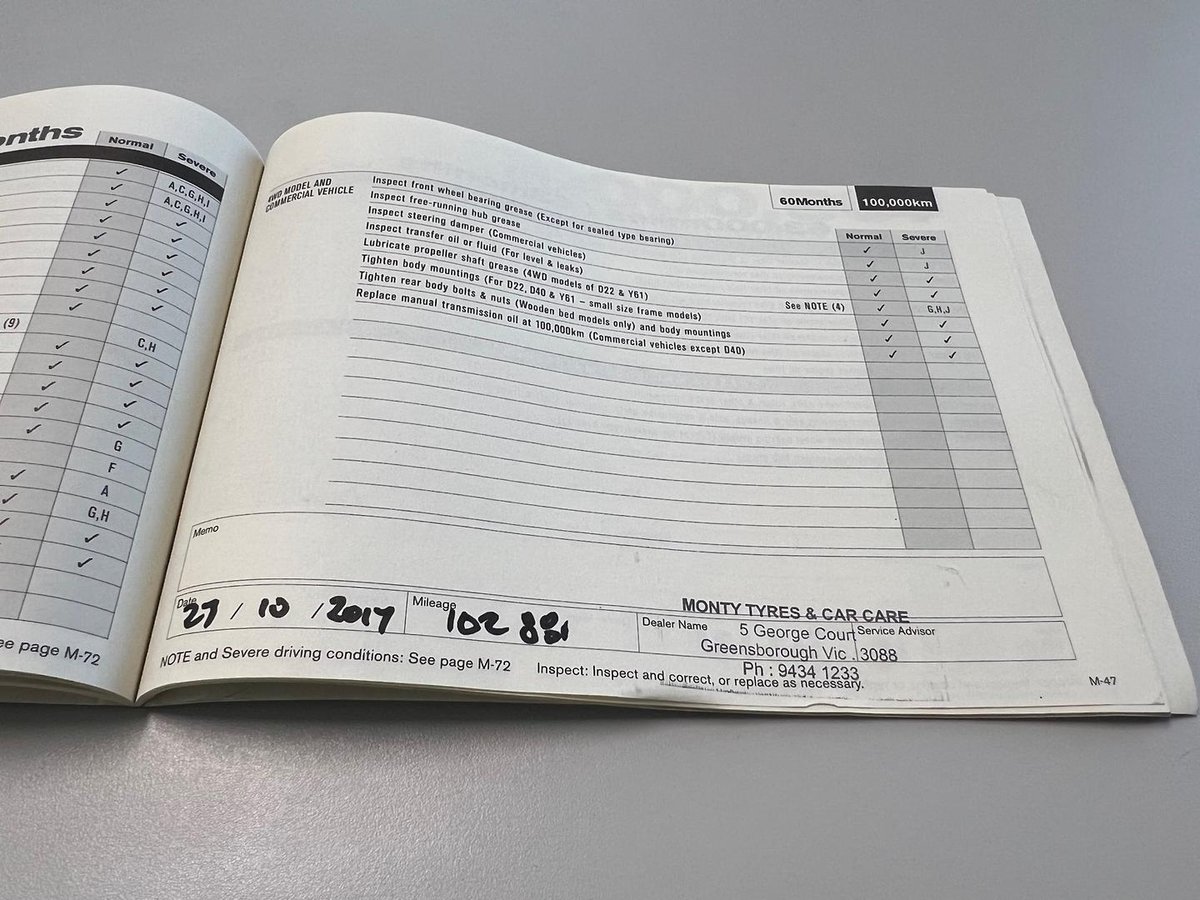 onths
Normal Severe
✓ A,C,G,H,I
✓ A,C,G,H,I
✓ ✓
✓ ✓
✓ ✓
✓ ✓
✓ ✓
✓ ✓
(9)
C,H
✓ ✓
✓ ✓
✓ ✓
✓ ✓
✓ ✓
G
F
A
✓ G,H
✓ ✓
✓ ✓
ee page M-72
60Months 100,000km
Normal Severe
4WD MODEL AND
COMMERCIAL VEHICLE
Inspect front wheel bearing grease (Except for sealed type bearing) ✓ J
Inspect free-running hub grease ✓ J
Inspect steering damper (Commercial vehicles) ✓ ✓
Inspect transfer oil or fluid (For level & leaks) ✓ ✓
Lubricate propeller shaft grease (4WD models of D22 & Y61) See NOTE (4) ✓ G,H,J
Tighten body mountings (For D22, D40 & Y61 – small size frame models) ✓ ✓
Tighten rear body bolts & nuts (Wooden bed models only) and body mountings ✓ ✓
Replace manual transmission oil at 100,000km (Commercial vehicles except D40) ✓ ✓
Memo
Date 27 / 10 / 2017 Mileage 102
Dealer Name Service Advisor
MONTY TYRES & CAR CARE
5 George Court
Greensborough Vic . 3088
Ph : 9434 1233
NOTE and Severe driving conditions: See page M-72 Inspect: Inspect and correct, or replace as necessary.
M-47